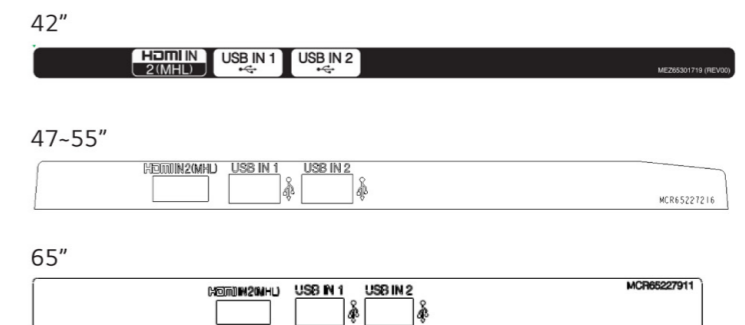 42"
HDMI IN USB IN 1 USB IN 2
2(MHL) MEZ65301719 (REV00)
47~55"
HDMI IN2(MHL) USB IN 1 USB IN 2
MCR65227216
65"
HDMI IN2(MHL) USB IN 1 USB IN 2 MCR65227911